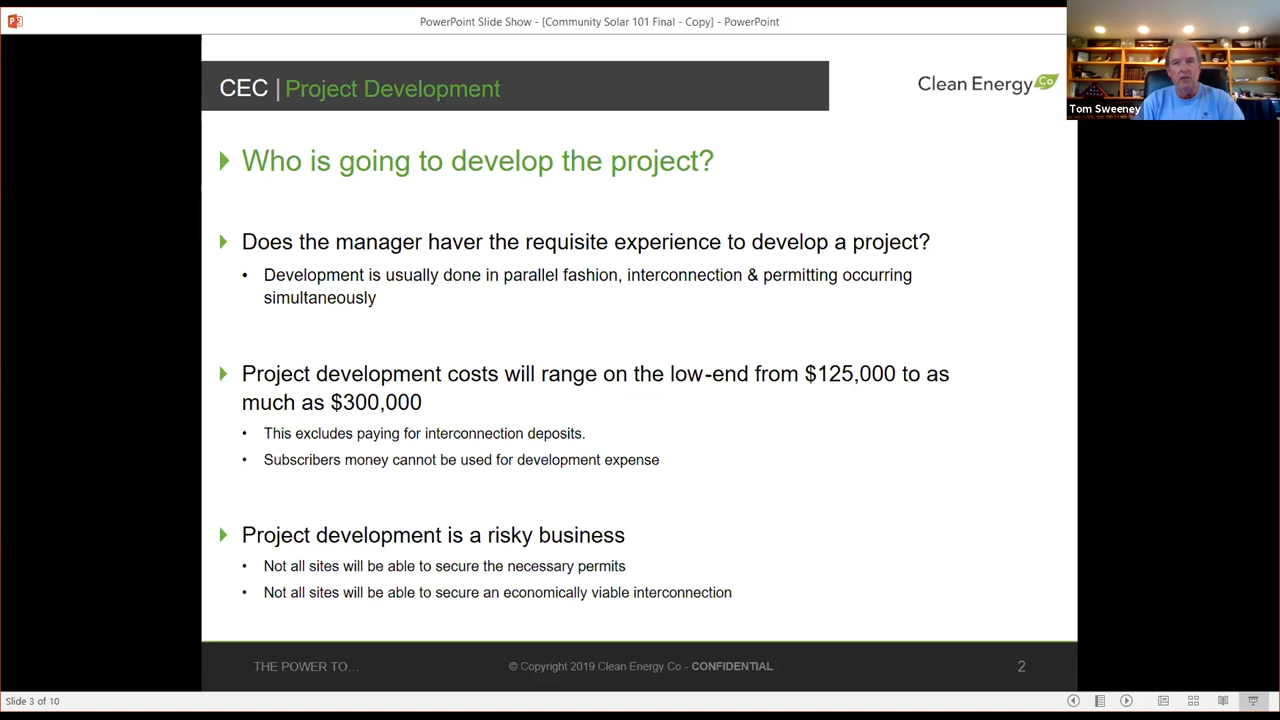 PowerPoint Slide Show - [Community Solar 101 Final - Copy] - PowerPoint
Tom Sweeney
CEC | Project Development
Clean Energy Co
Who is going to develop the project?
Does the manager haver the requisite experience to develop a project?
• Development is usually done in parallel fashion, interconnection & permitting occurring
simultaneously
Project development costs will range on the low-end from $125,000 to as
much as $300,000
• This excludes paying for interconnection deposits.
• Subscribers money cannot be used for development expense
Project development is a risky business
• Not all sites will be able to secure the necessary permits
• Not all sites will be able to secure an economically viable interconnection
THE POWER TO... © Copyright 2019 Clean Energy Co - CONFIDENTIAL 2
Slide 3 of 10